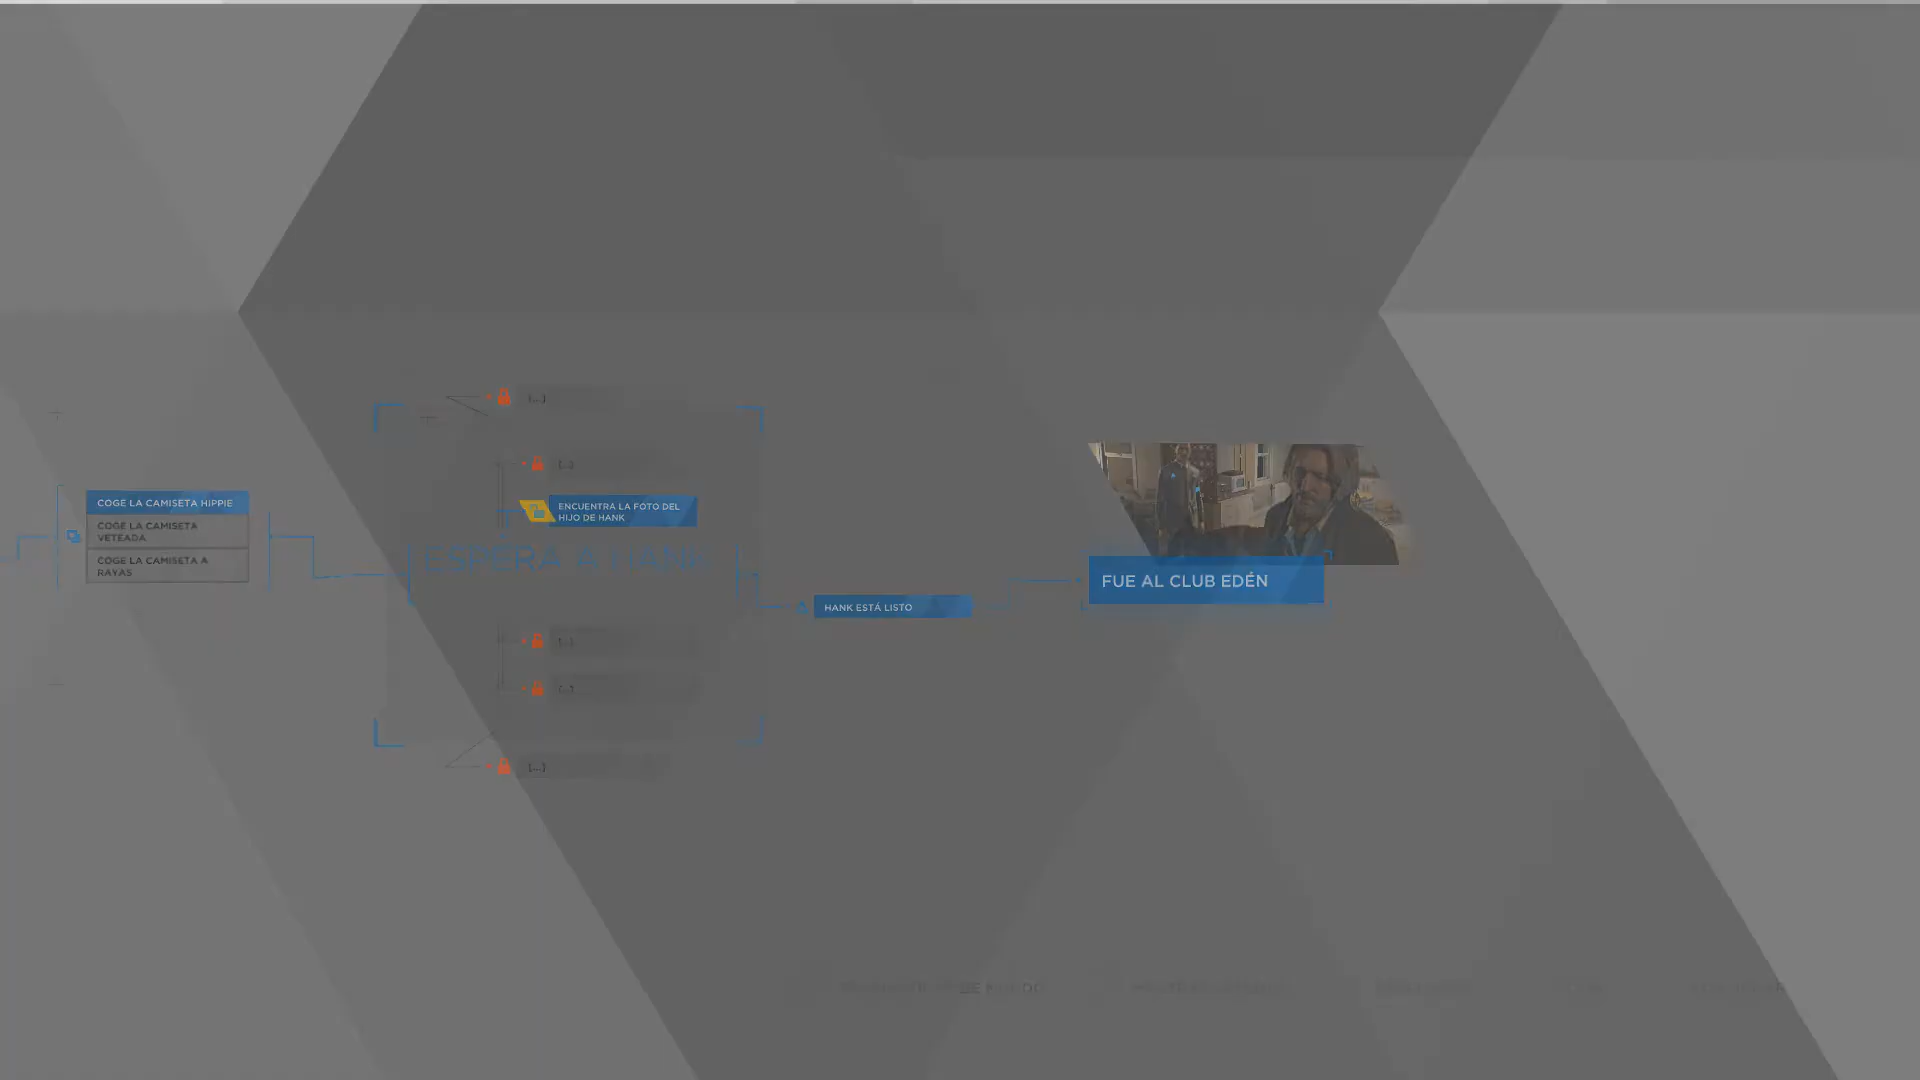 COGE LA CAMISETA HIPPIE
COGE LA CAMISETA
VETEADA
COGE LA CAMISETA A
RAYAS
[...]
[...]
ENCUENTRA LA FOTO DEL
HIJO DE HANK
ESPERA A HANK
[...]
[...]
[...]
HANK ESTÁ LISTO
FUE AL CLUB EDÉN